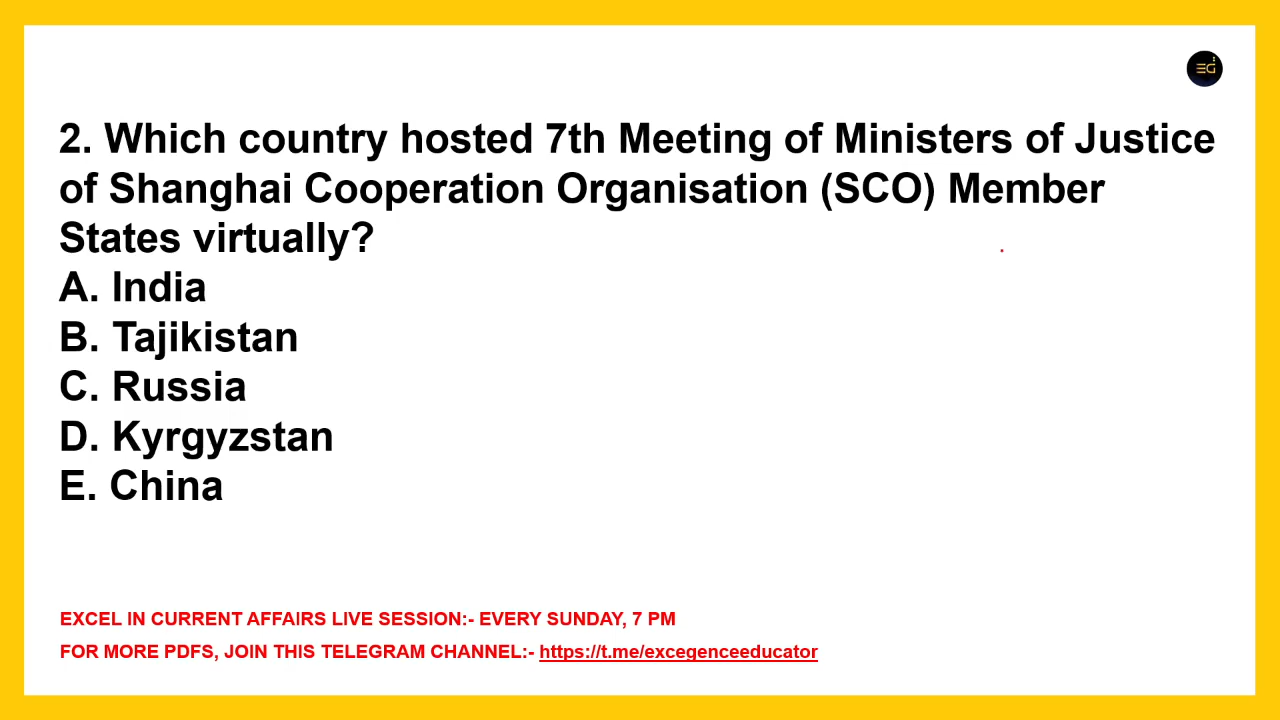 EG
2. Which country hosted 7th Meeting of Ministers of Justice
of Shanghai Cooperation Organisation (SCO) Member
States virtually?
A. India
B. Tajikistan
C. Russia
D. Kyrgyzstan
E. China
EXCEL IN CURRENT AFFAIRS LIVE SESSION:- EVERY SUNDAY, 7 PM
FOR MORE PDFS, JOIN THIS TELEGRAM CHANNEL:- https://t.me/excegenceeducator